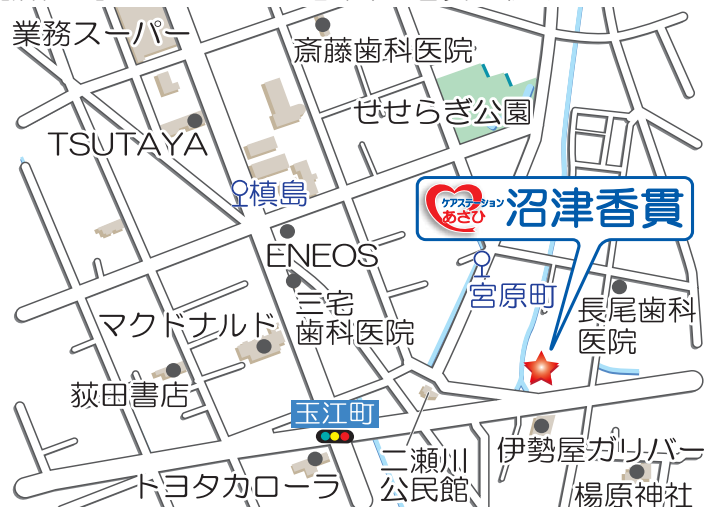 業務スーパー
斎藤歯科医院
せせらぎ公園
TSUTAYA
槙島
ケアステーション
あさひ
沼津香貫
ENEOS
宮原町
三宅
歯科医院
長尾歯科
医院
マクドナルド
荻田書店
玉江町
二瀬川
公民館
伊勢屋ガリバー
トヨタカローラ
楊原神社